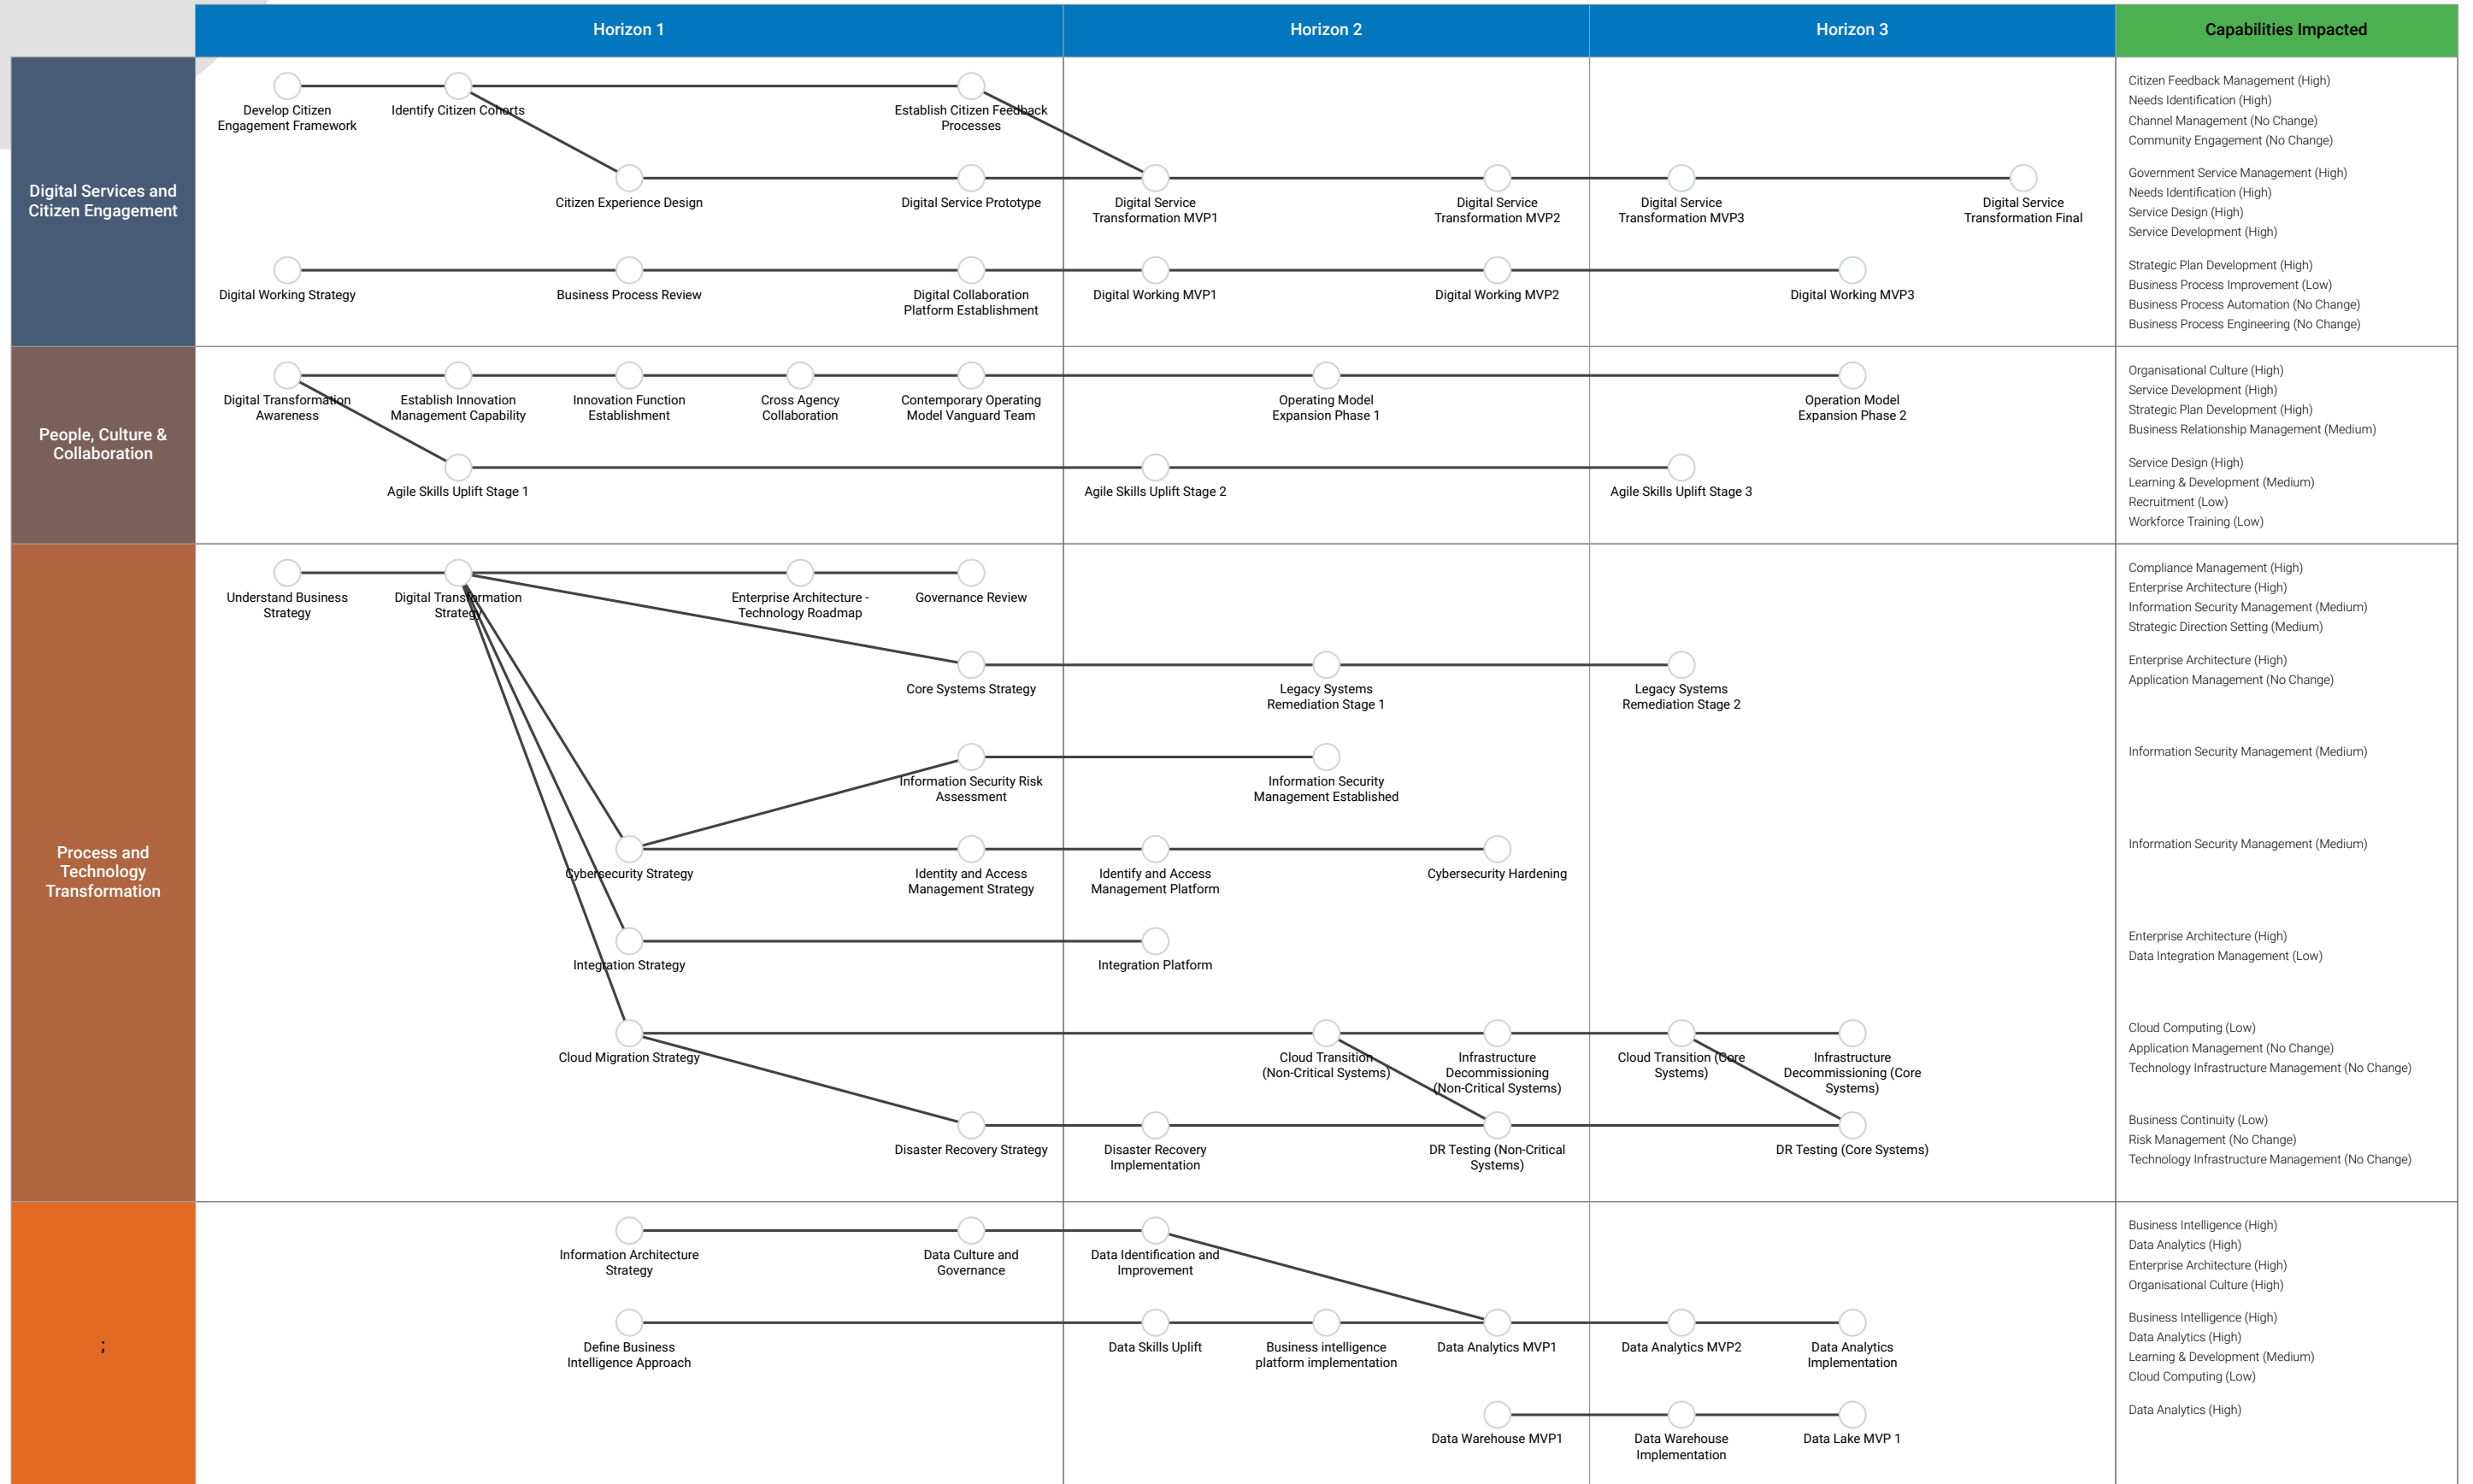 Horizon 1
Horizon 2
Horizon 3
Capabilities Impacted
Digital Services and
Citizen Engagement
Develop Citizen
Engagement Framework
Identify Citizen Cohorts
Establish Citizen Feedback
Processes
Citizen Feedback Management (High)
Needs Identification (High)
Channel Management (No Change)
Community Engagement (No Change)
Citizen Experience Design
Digital Service Prototype
Digital Service
Transformation MVP1
Digital Service
Transformation MVP2
Digital Service
Transformation MVP3
Digital Service
Transformation Final
Government Service Management (High)
Needs Identification (High)
Service Design (High)
Service Development (High)
Digital Working Strategy
Business Process Review
Digital Collaboration
Platform Establishment
Digital Working MVP1
Digital Working MVP2
Digital Working MVP3
Strategic Plan Development (High)
Business Process Improvement (Low)
Business Process Automation (No Change)
Business Process Engineering (No Change)
People, Culture &
Collaboration
Digital Transformation
Awareness
Establish Innovation
Management Capability
Innovation Function
Establishment
Cross Agency
Collaboration
Contemporary Operating
Model Vanguard Team
Operating Model
Expansion Phase 1
Operation Model
Expansion Phase 2
Organisational Culture (High)
Service Development (High)
Strategic Plan Development (High)
Business Relationship Management (Medium)
Agile Skills Uplift Stage 1
Agile Skills Uplift Stage 2
Agile Skills Uplift Stage 3
Service Design (High)
Learning & Development (Medium)
Recruitment (Low)
Workforce Training (Low)
Process and
Technology
Transformation
Understand Business
Strategy
Digital Transformation
Strategy
Enterprise Architecture -
Technology Roadmap
Governance Review
Compliance Management (High)
Enterprise Architecture (High)
Information Security Management (Medium)
Strategic Direction Setting (Medium)
Core Systems Strategy
Legacy Systems
Remediation Stage 1
Legacy Systems
Remediation Stage 2
Enterprise Architecture (High)
Application Management (No Change)
Information Security Risk
Assessment
Information Security
Management Established
Information Security Management (Medium)
Cybersecurity Strategy
Identity and Access
Management Strategy
Identify and Access
Management Platform
Cybersecurity Hardening
Information Security Management (Medium)
Integration Strategy
Integration Platform
Enterprise Architecture (High)
Data Integration Management (Low)
Cloud Migration Strategy
Cloud Transition
(Non-Critical Systems)
Infrastructure
Decommissioning
(Non-Critical Systems)
Cloud Transition (Core
Systems)
Infrastructure
Decommissioning (Core
Systems)
Cloud Computing (Low)
Application Management (No Change)
Technology Infrastructure Management (No Change)
Disaster Recovery Strategy
Disaster Recovery
Implementation
DR Testing (Non-Critical
Systems)
DR Testing (Core Systems)
Business Continuity (Low)
Risk Management (No Change)
Technology Infrastructure Management (No Change)
;
Information Architecture
Strategy
Data Culture and
Governance
Data Identification and
Improvement
Business Intelligence (High)
Data Analytics (High)
Enterprise Architecture (High)
Organisational Culture (High)
Define Business
Intelligence Approach
Data Skills Uplift
Business intelligence
platform implementation
Data Analytics MVP1
Data Analytics MVP2
Data Analytics
Implementation
Business Intelligence (High)
Data Analytics (High)
Learning & Development (Medium)
Cloud Computing (Low)
Data Warehouse MVP1
Data Warehouse
Implementation
Data Lake MVP 1
Data Analytics (High)